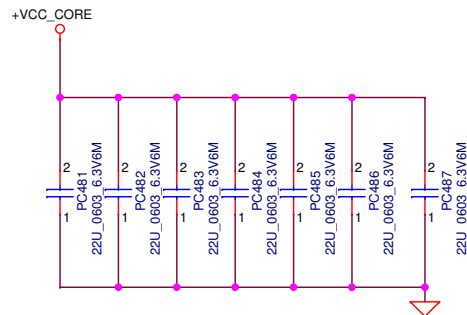 +VCC_CORE
2
1
PC481
22U_0603_6.3V6M
2
1
PC482
22U_0603_6.3V6M
2
1
PC483
22U_0603_6.3V6M
2
1
PC484
22U_0603_6.3V6M
2
1
PC485
22U_0603_6.3V6M
2
1
PC486
22U_0603_6.3V6M
2
1
PC487
22U_0603_6.3V6M